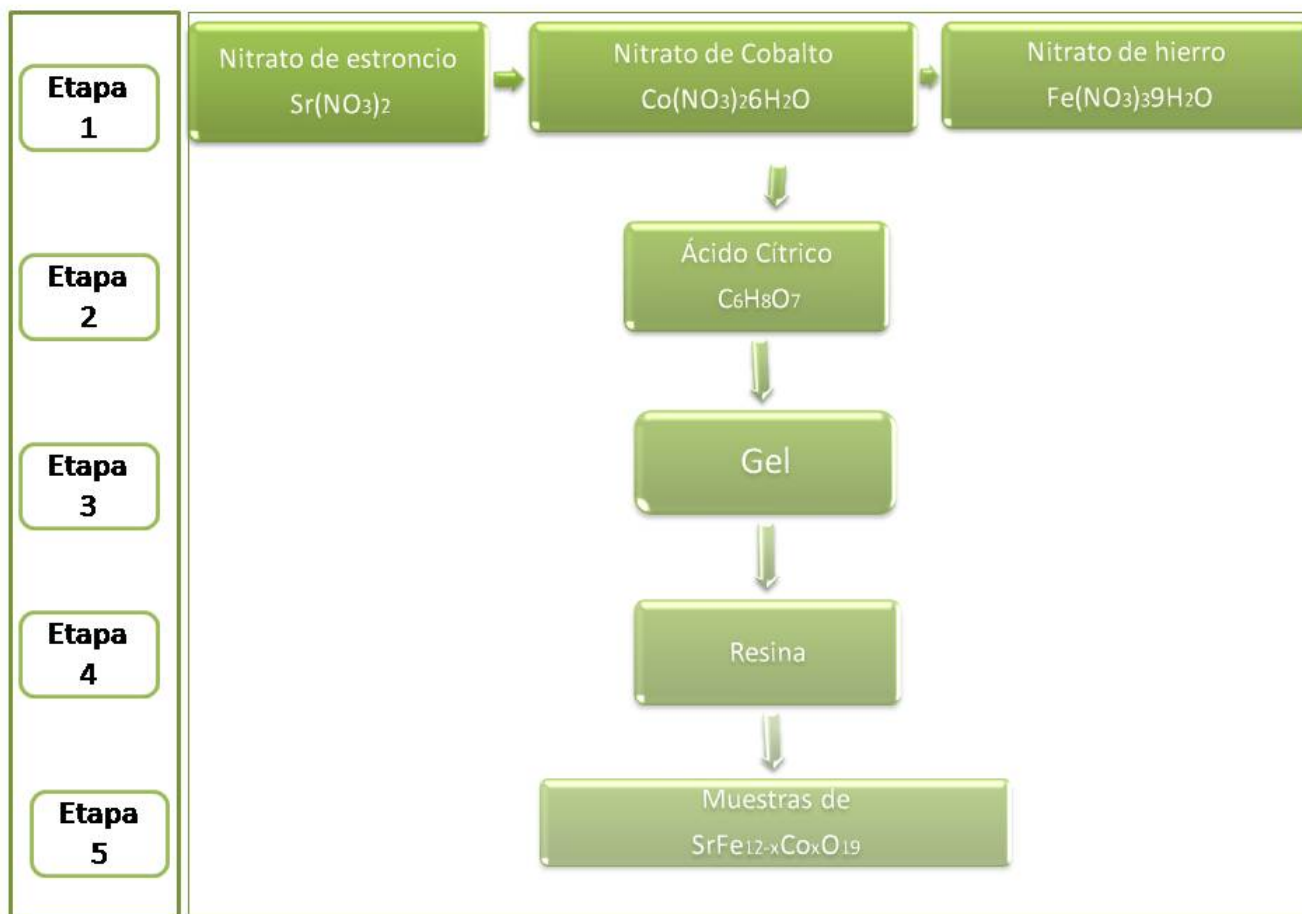 Etapa
1
Nitrato de estroncio
Sr(NO₃)₂
Nitrato de Cobalto
Co(NO₃)₂6H₂O
Nitrato de hierro
Fe(NO₃)₃9H₂O
Etapa
2
Ácido Cítrico
C₆H₈O₇
Etapa
3
Gel
Etapa
4
Resina
Etapa
5
Muestras de
SrFe₁₂₋ₓCoₓO₁₉